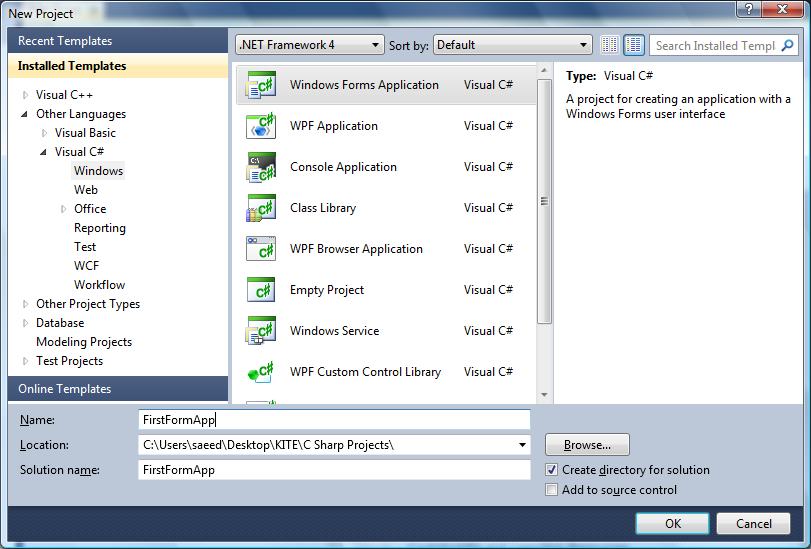 New Project
Recent Templates
Installed Templates
Visual C++
Other Languages
Visual Basic
Visual C#
Windows
Web
Office
Reporting
Test
WCF
Workflow
Other Project Types
Database
Modeling Projects
Test Projects
Online Templates
.NET Framework 4 Sort by: Default
Search Installed Templ
Windows Forms Application Visual C#
WPF Application Visual C#
Console Application Visual C#
Class Library Visual C#
WPF Browser Application Visual C#
Empty Project Visual C#
Windows Service Visual C#
WPF Custom Control Library Visual C#
Type: Visual C#
A project for creating an application with a
Windows Forms user interface
Name: FirstFormApp
Location: C:\Users\saeed\Desktop\KITE\C Sharp Projects\ Browse...
Solution name: FirstFormApp
Create directory for solution
Add to source control
OK Cancel